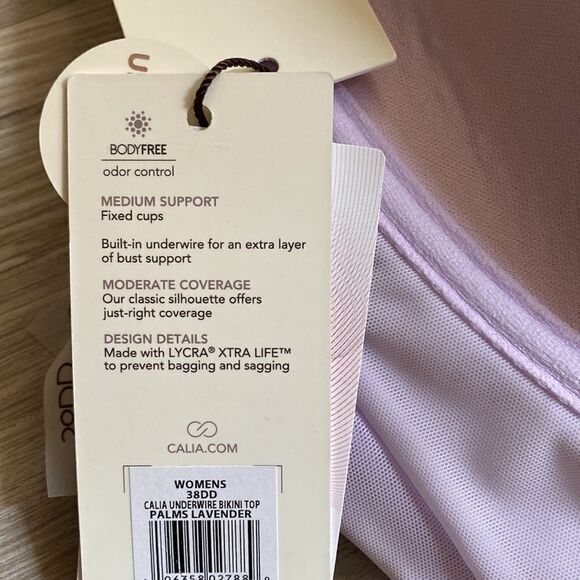 BODYFREE
odor control
MEDIUM SUPPORT
Fixed cups
Built-in underwire for an extra layer
of bust support
MODERATE COVERAGE
Our classic silhouette offers
just-right coverage
DESIGN DETAILS
Made with LYCRA® XTRA LIFE™
to prevent bagging and sagging
CALIA.COM
WOMENS
38DD
CALIA UNDERWIRE BIKINI TOP
PALMS LAVENDER